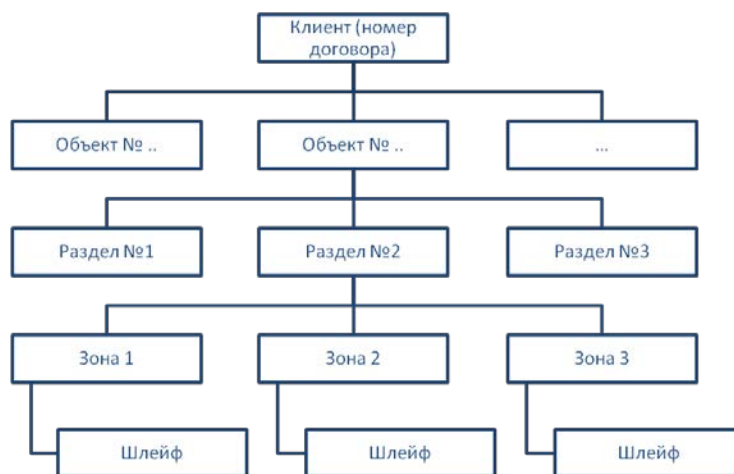 Клиент (номер
договора)
Объект № ..
Объект № ..
...
Раздел №1
Раздел №2
Раздел №3
Зона 1
Зона 2
Зона 3
Шлейф
Шлейф
Шлейф